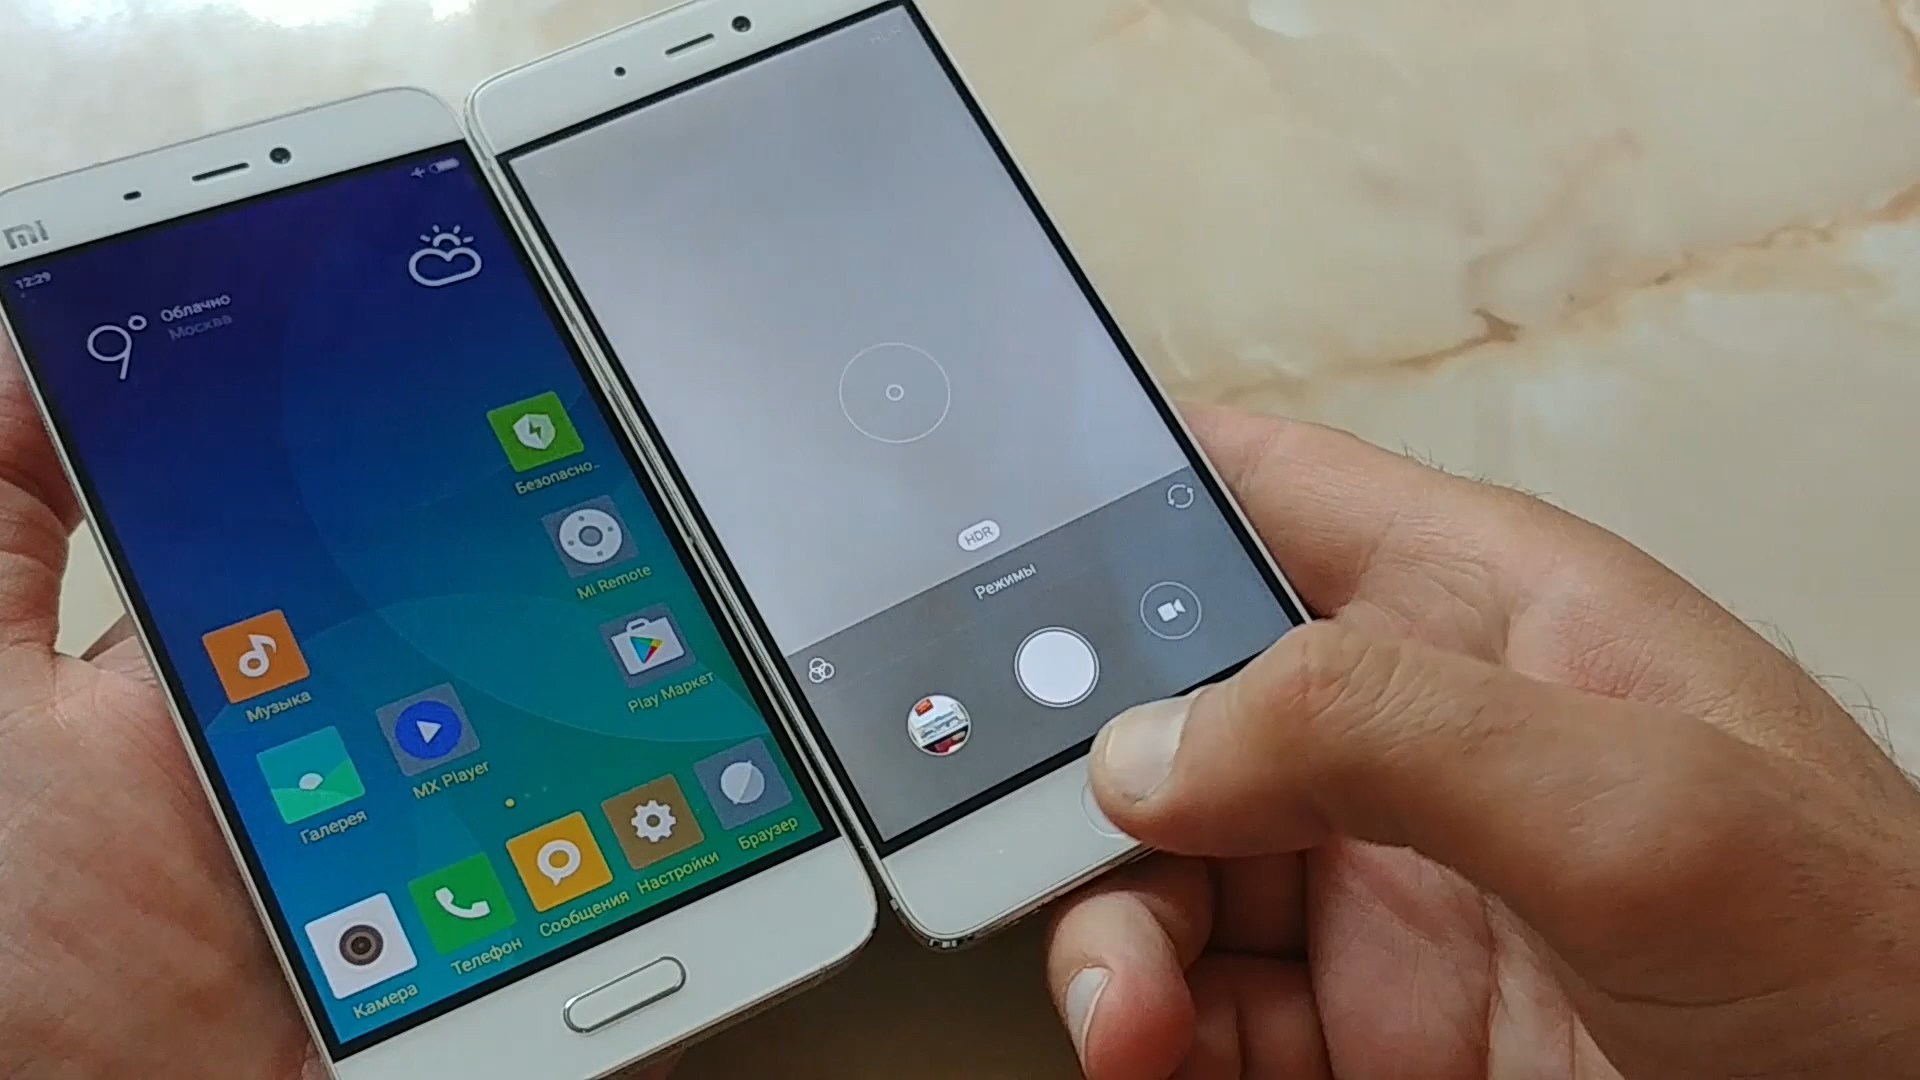 mi
12:29
9°
Облачно
Москва
Безопасно...
Mi Remote
Play Маркет
Музыка
MX Player
Галерея
Браузер
Настройки
Сообщения
Телефон
Камера
HDR
HDR
Режимы